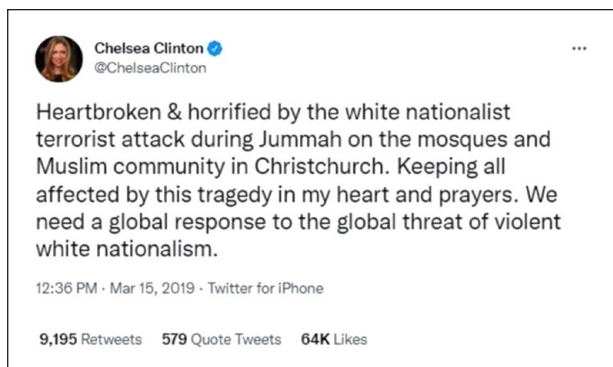 Chelsea Clinton
@ChelseaClinton
Heartbroken & horrified by the white nationalist
terrorist attack during Jummah on the mosques and
Muslim community in Christchurch. Keeping all
affected by this tragedy in my heart and prayers. We
need a global response to the global threat of violent
white nationalism.
12:36 PM · Mar 15, 2019 · Twitter for iPhone
9,195 Retweets 579 Quote Tweets 64K Likes